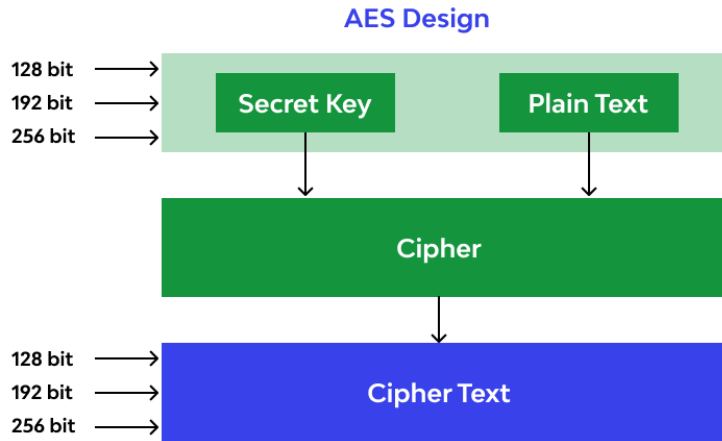 AES Design
128 bit
192 bit
256 bit
Secret Key
Plain Text
Cipher
128 bit
192 bit
256 bit
Cipher Text